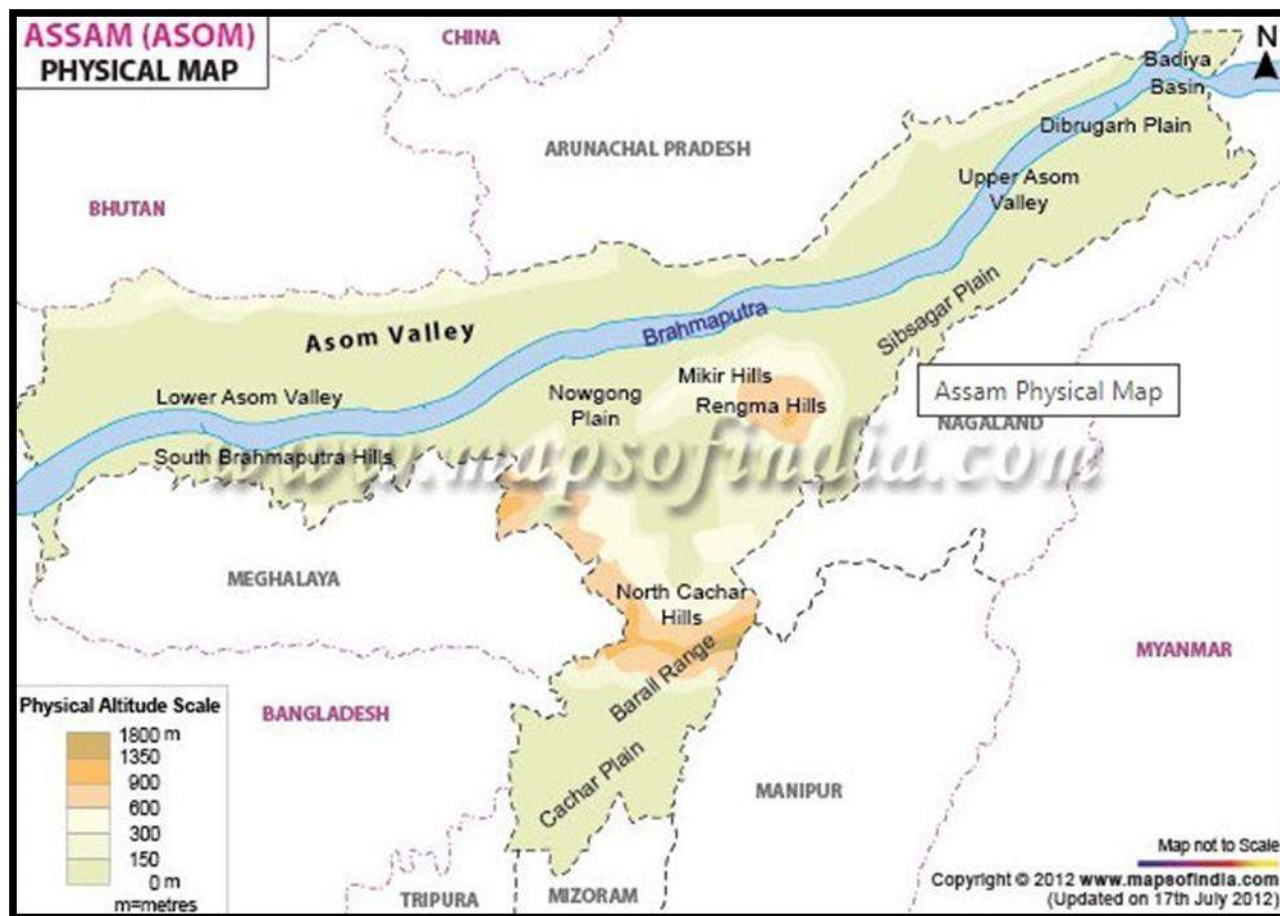 ASSAM (ASOM)
PHYSICAL MAP
CHINA
N
Badiya
Basin
Dibrugarh Plain
ARUNACHAL PRADESH
Upper Asom
Valley
BHUTAN
Sibsagar Plain
Brahmaputra
Asom Valley
Mikir Hills
Rengma Hills
Assam Physical Map
Nowgong
Plain
Lower Asom Valley
NAGALAND
South Brahmaputra Hills
www.mapsofindia.com
MEGHALAYA
North Cachar
Hills
MYANMAR
Barail Range
BANGLADESH
Cachar Plain
MANIPUR
Physical Altitude Scale
1800 m
1350
900
600
300
150
0 m
m=metres
TRIPURA
MIZORAM
Map not to Scale
Copyright © 2012 www.mapsofindia.com
(Updated on 17th July 2012)